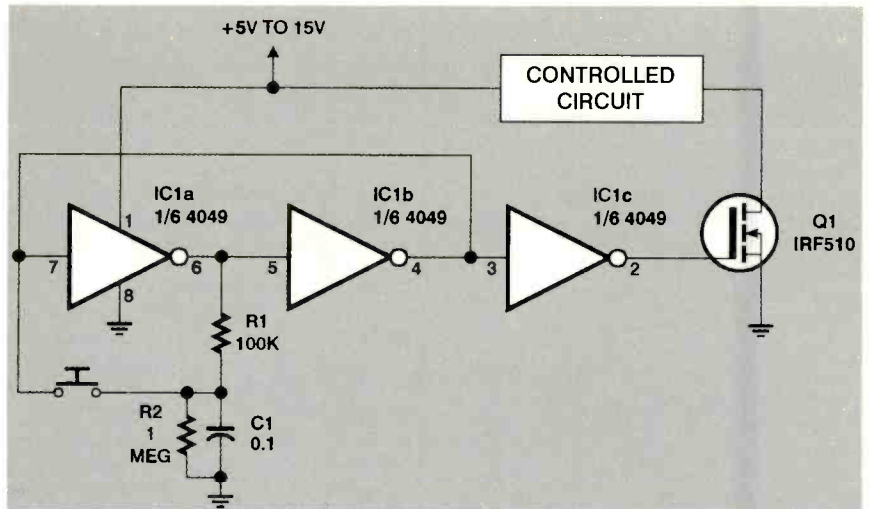 +5V TO 15V
CONTROLLED
CIRCUIT
IC1a
1/6 4049
IC1b
1/6 4049
IC1c
1/6 4049
Q1
IRF510
1
7
6
5
4
3
2
8
R1
100K
R2
1
MEG
C1
0.1